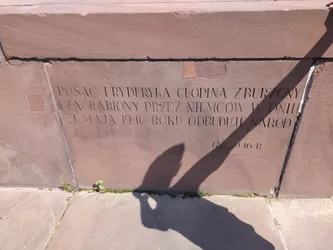 POSĄG FRYDERYKA CHOPINA ZBURZONY
I ZAGRABIONY PRZEZ NIEMCÓW W DNIU
31 MAJA 1940 ROKU ODBUDUJE NARÓD
17.X.1946 R.